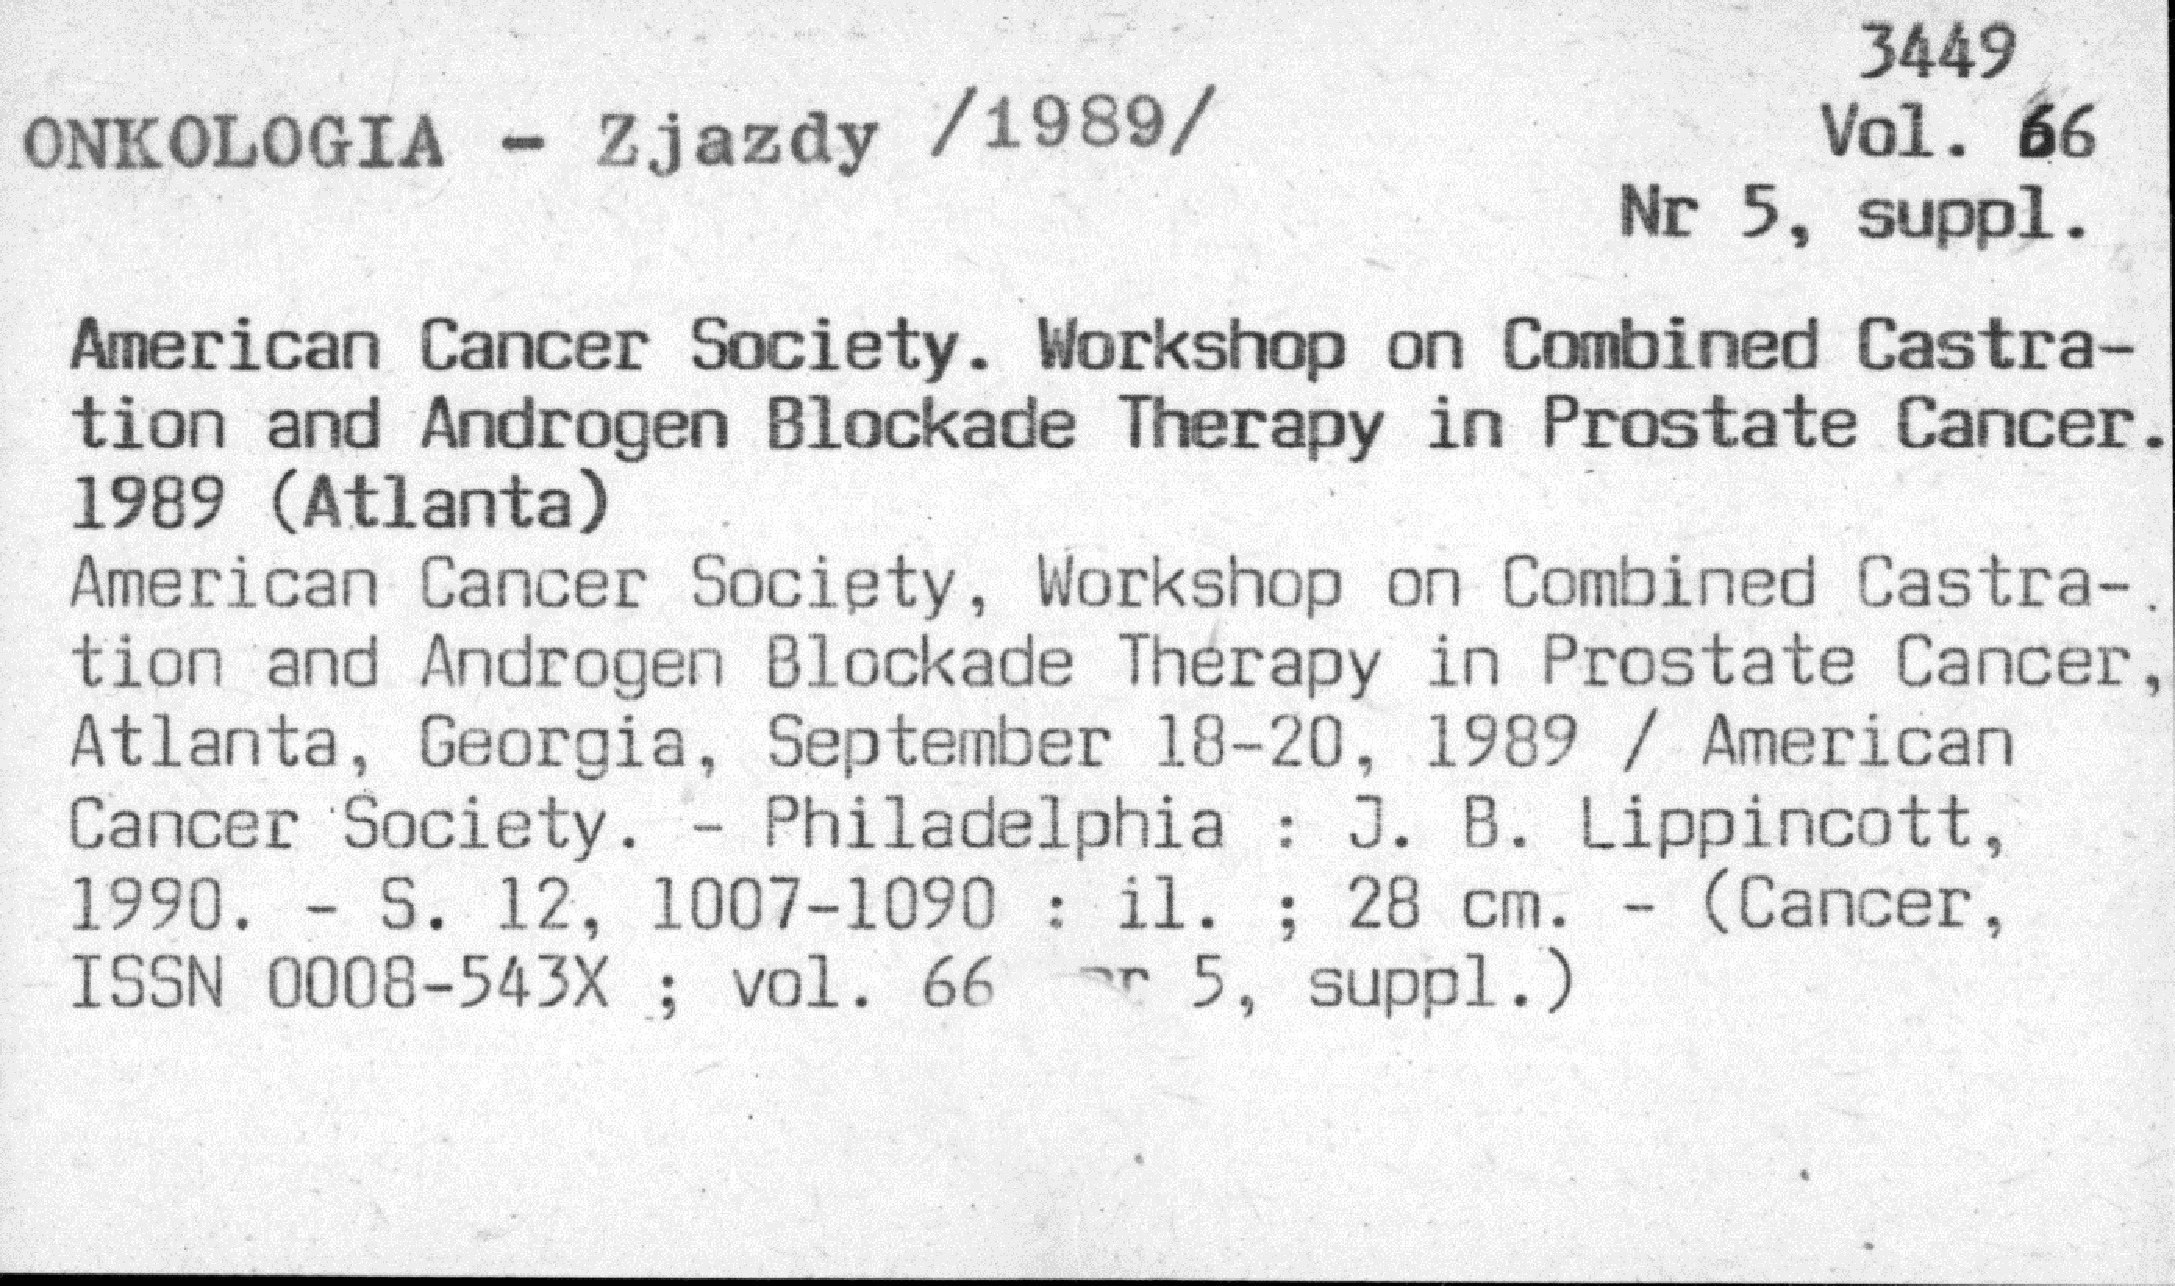 3449
ONKOLOGIA - Zjazdy /1989/
Vol. 66
Nr 5, suppl.
American Cancer Society. Workshop on Combined Castra-
tion and Androgen Blockade Therapy in Prostate Cancer.
1989 (Atlanta)
American Cancer Society, Workshop on Combined Castra-
tion and Androgen Blockade Therapy in Prostate Cancer,
Atlanta, Georgia, September 18-20, 1989 / American
Cancer Society. - Philadelphia : J. B. Lippincott,
1990. - S. 12, 1007-1090 : il. ; 28 cm. - (Cancer,
ISSN 0008-543X ; vol. 66 5, suppl.)